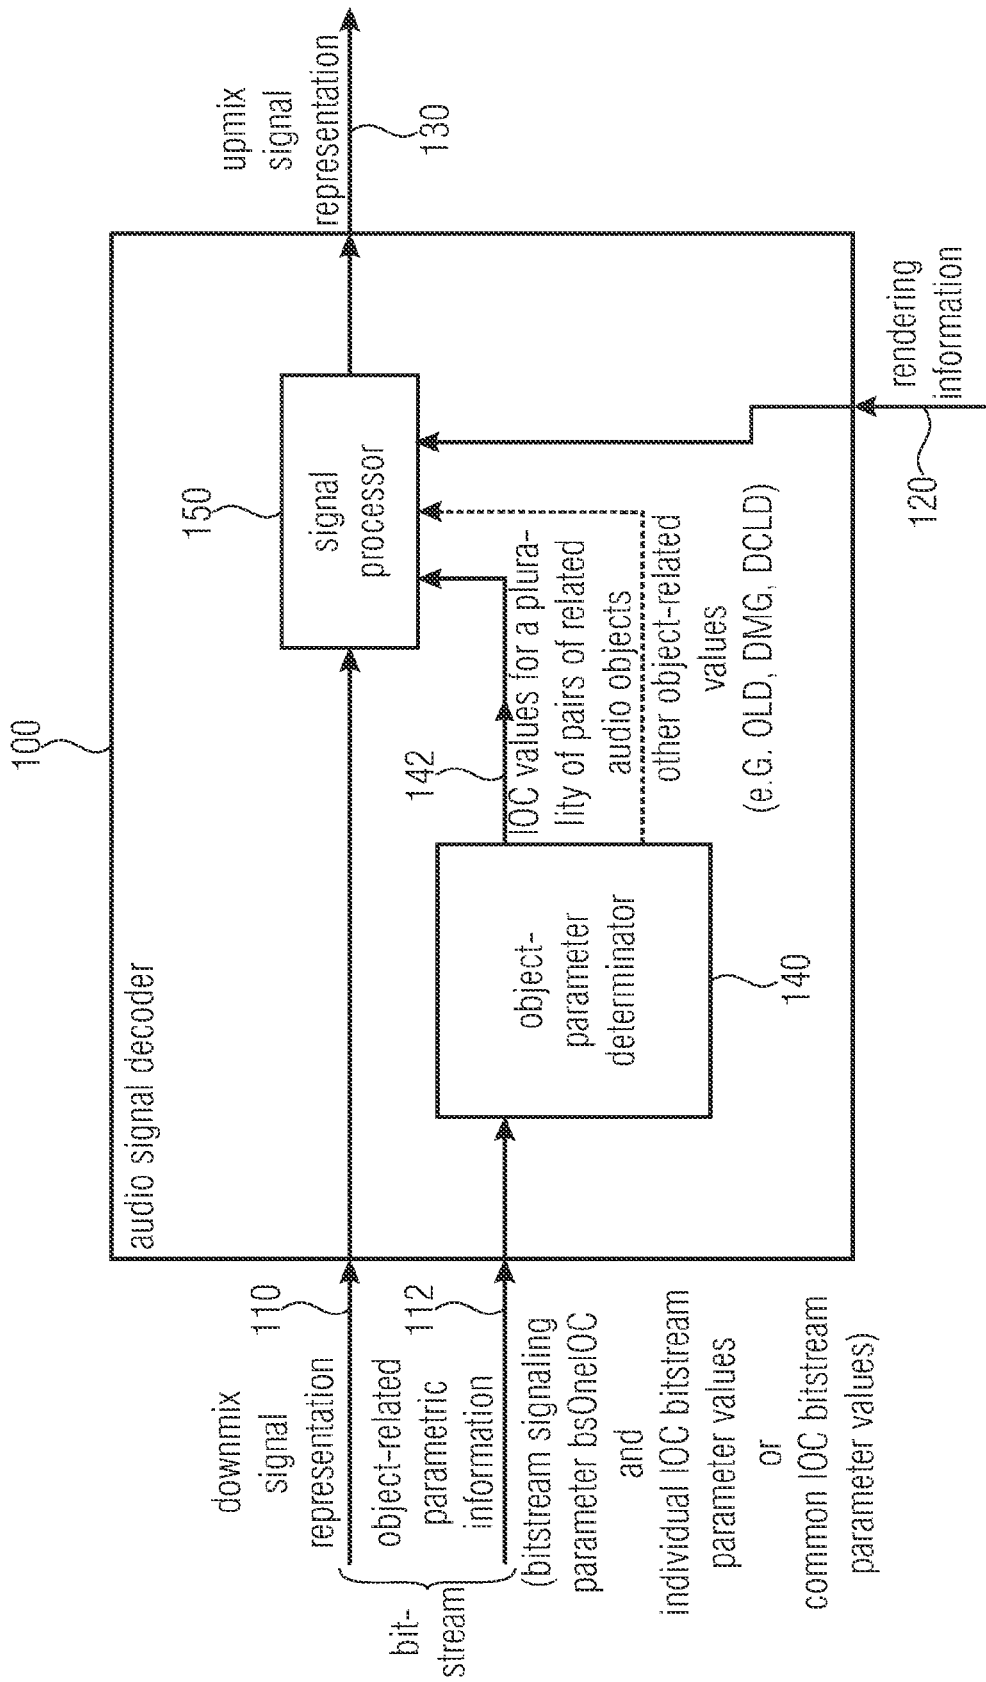 100
audio signal decoder
bit-
stream
downmix
signal
representation
110
object-related
parametric
information
112
(bitstream signaling
parameter bsOneIOC
and
individual IOC bitstream
parameter values
or
common IOC bitstream
parameter values)
object-
parameter
determinator
140
142
IOC values for a plura-
lity of pairs of related
audio objects
other object-related
values
(e.G. OLD, DMG, DCLD)
150
signal
processor
120
rendering
information
upmix
signal
representation
130